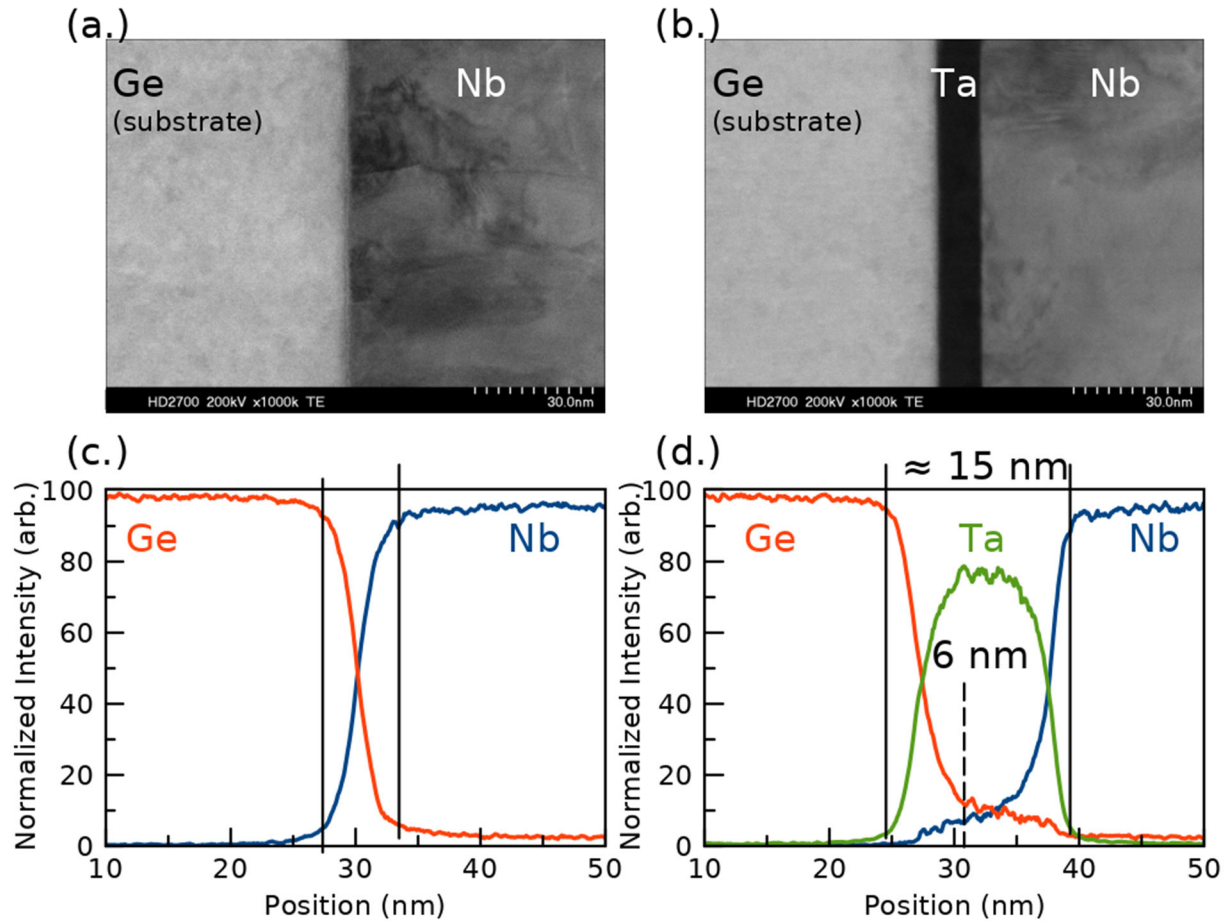 (a.)
Ge
(substrate)
Nb
HD2700 200kV x1000k TE
30.0nm
(b.)
Ge
(substrate)
Ta
Nb
HD2700 200kV x1000k TE
30.0nm
(c.)
Normalized Intensity (arb.)
100
80
60
40
20
0
Ge
Nb
10
20
30
40
50
Position (nm)
(d.)
≈ 15 nm
Normalized Intensity (arb.)
100
80
60
40
20
0
Ge
Ta
Nb
6 nm
10
20
30
40
50
Position (nm)